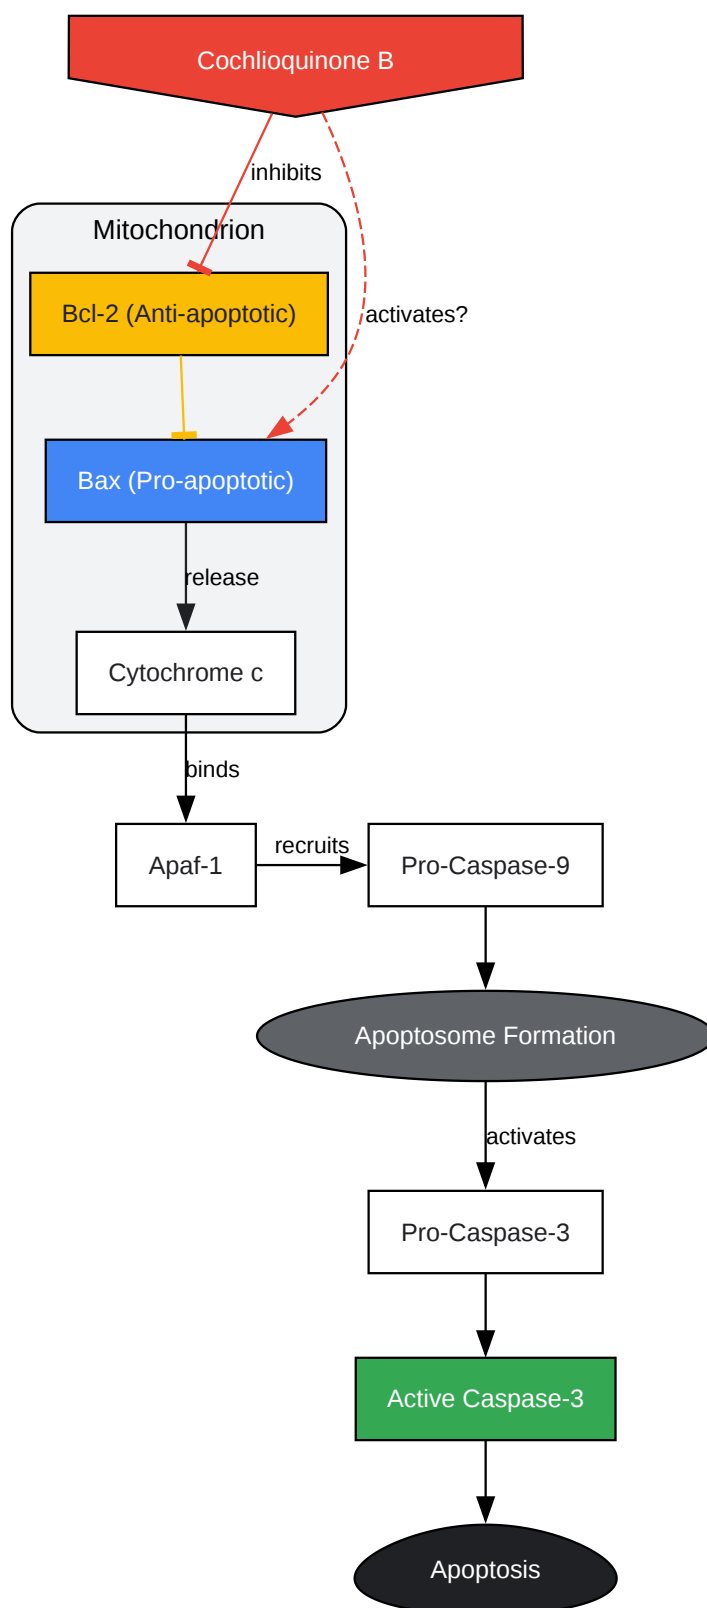 Cochlioquinone B
inhibits
Mitochondrion
Bcl-2 (Anti-apoptotic)
activates?
Bax (Pro-apoptotic)
release
Cytochrome c
binds
Apaf-1
recruits
Pro-Caspase-9
Apoptosome Formation
activates
Pro-Caspase-3
Active Caspase-3
Apoptosis